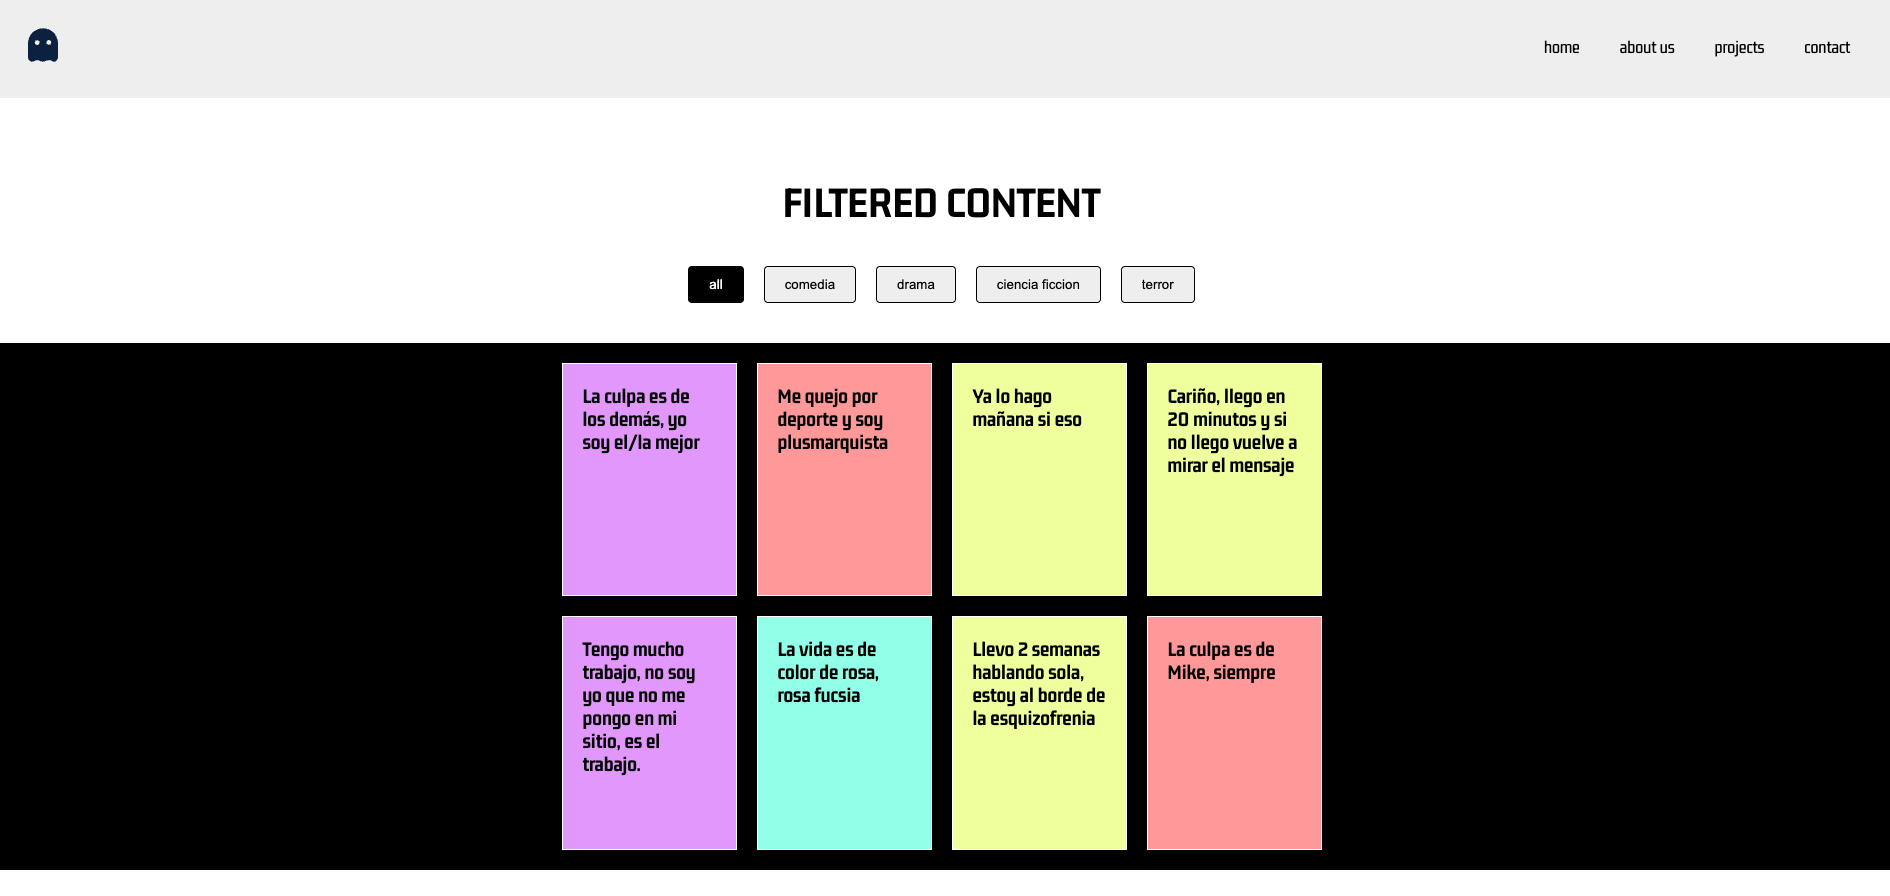 home
about us
projects
contact
FILTERED CONTENT
all
comedia
drama
ciencia ficcion
terror
La culpa es de
los demás, yo
soy el/la mejor
Me quejo por
deporte y soy
plusmarquista
Ya lo hago
mañana si eso
Cariño, llego en
20 minutos y si
no llego vuelve a
mirar el mensaje
Tengo mucho
trabajo, no soy
yo que no me
pongo en mi
sitio, es el
trabajo.
La vida es de
color de rosa,
rosa fucsia
Llevo 2 semanas
hablando sola,
estoy al borde de
la esquizofrenia
La culpa es de
Mike, siempre